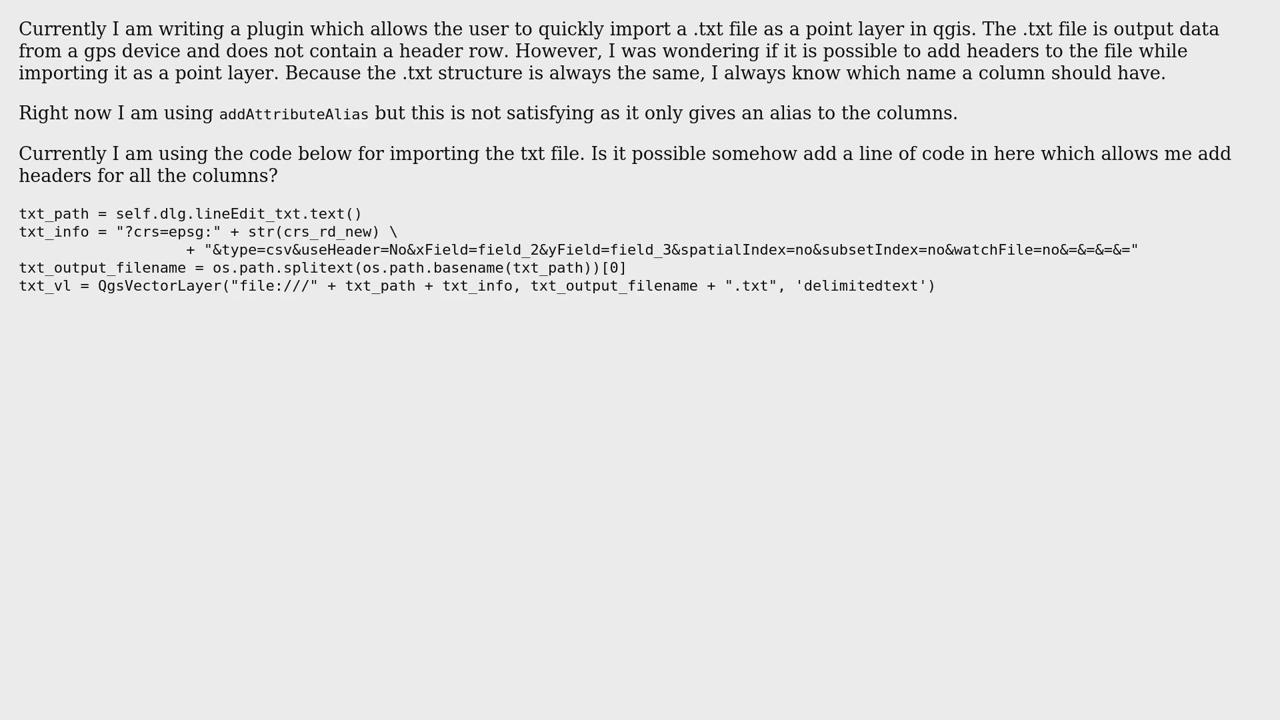 Currently I am writing a plugin which allows the user to quickly import a .txt file as a point layer in qgis. The .txt file is output data
from a gps device and does not contain a header row. However, I was wondering if it is possible to add headers to the file while
importing it as a point layer. Because the .txt structure is always the same, I always know which name a column should have.
Right now I am using addAttributeAlias but this is not satisfying as it only gives an alias to the columns.
Currently I am using the code below for importing the txt file. Is it possible somehow add a line of code in here which allows me add
headers for all the columns?
txt_path = self.dlg.lineEdit_txt.text()
txt_info = "?crs=epsg:" + str(crs_rd_new) \
                   + "&type=csv&useHeader=No&xField=field_2&yField=field_3&spatialIndex=no&subsetIndex=no&watchFile=no&=&=&=&="
txt_output_filename = os.path.splitext(os.path.basename(txt_path))[0]
txt_vl = QgsVectorLayer("file:///" + txt_path + txt_info, txt_output_filename + ".txt", 'delimitedtext')